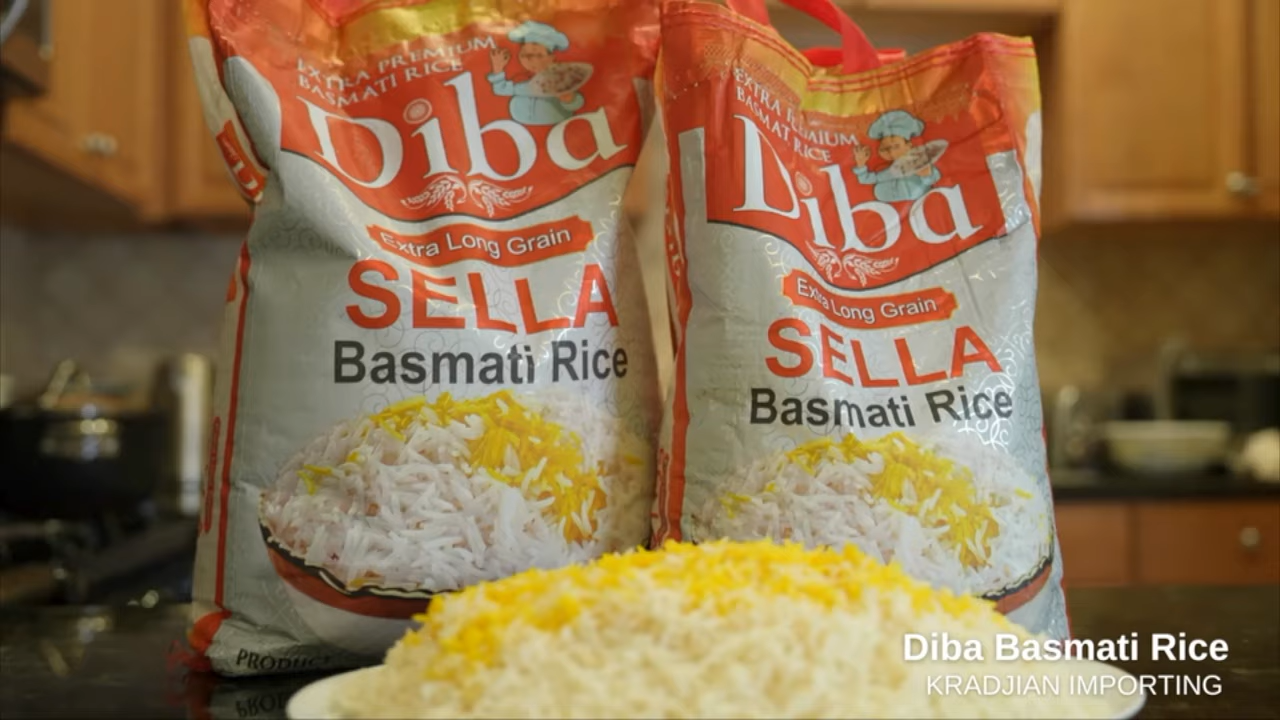 EXTRA PREMIUM
BASMATI RICE
Diba
Extra Long Grain
SELLA
Basmati Rice
PRODUCT
EXTRA PREMIUM
BASMATI RICE
Diba
Extra Long Grain
SELLA
Basmati Rice
Diba Basmati Rice
KRADJIAN IMPORTING